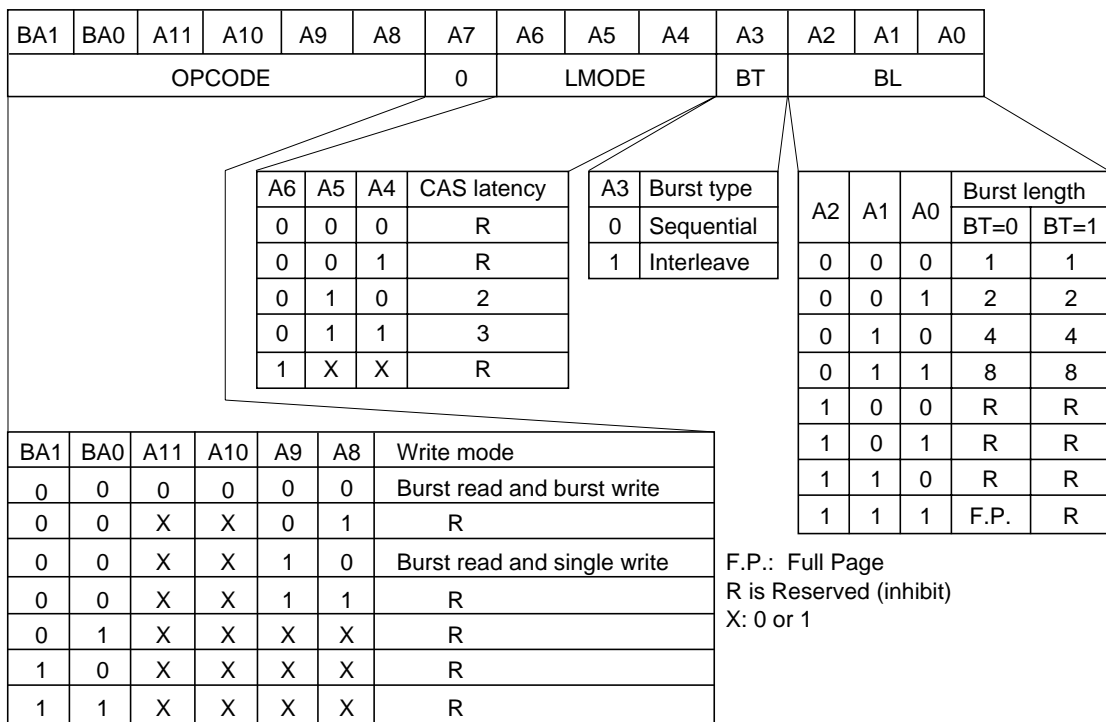 BA1 BA0 A11 A10 A9 A8 A7 A6 A5 A4 A3 A2 A1 A0
OPCODE 0 LMODE BT BL
A6 A5 A4 CAS latency
0 0 0 R
0 0 1 R
0 1 0 2
0 1 1 3
1 X X R
A3 Burst type
0 Sequential
1 Interleave
A2 A1 A0 Burst length
BT=0 BT=1
0 0 0 1 1
0 0 1 2 2
0 1 0 4 4
0 1 1 8 8
1 0 0 R R
1 0 1 R R
1 1 0 R R
1 1 1 F.P. R
BA1 BA0 A11 A10 A9 A8 Write mode
0 0 0 0 0 0 Burst read and burst write
0 0 X X 0 1 R
0 0 X X 1 0 Burst read and single write
0 0 X X 1 1 R
0 1 X X X X R
1 0 X X X X R
1 1 X X X X R
F.P.: Full Page
R is Reserved (inhibit)
X: 0 or 1